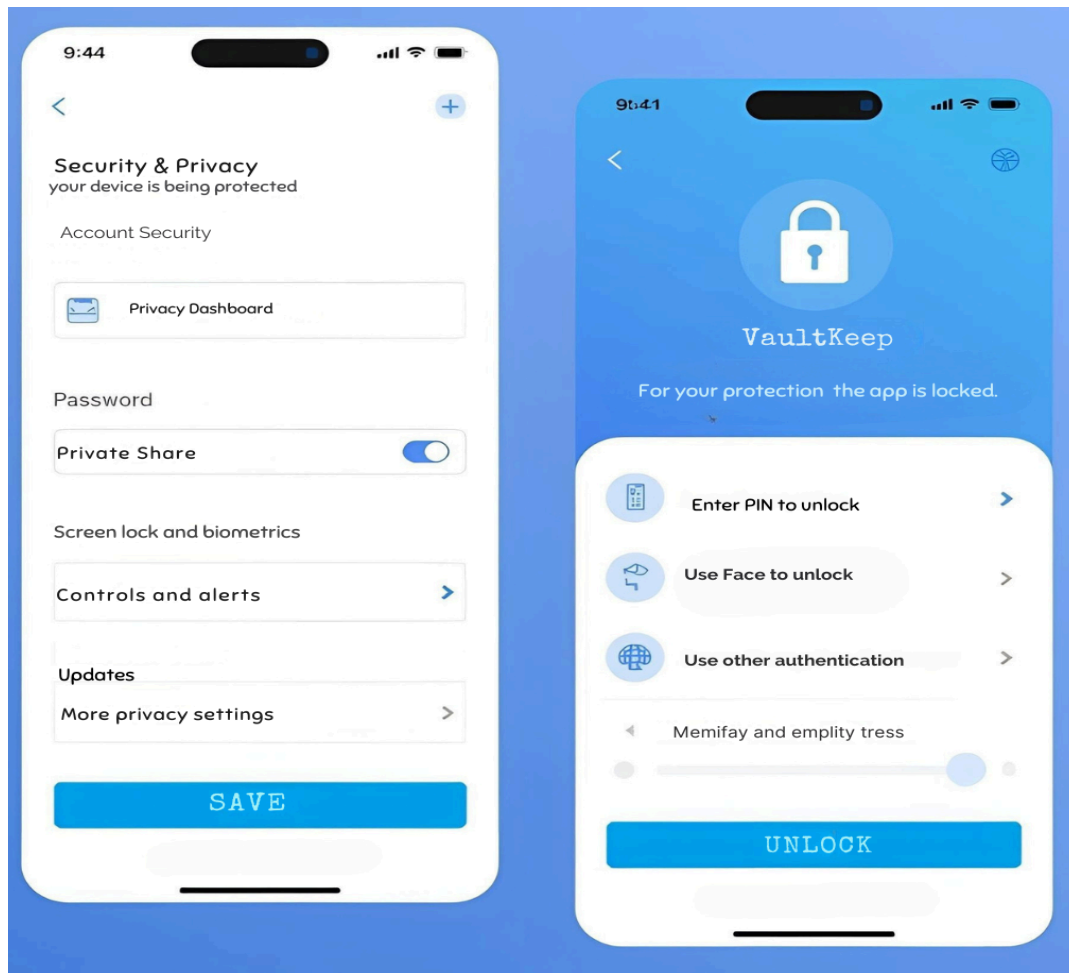 9:44
Security & Privacy
your device is being protected
Account Security
Privacy Dashboard
Password
Private Share
Screen lock and biometrics
Controls and alerts
Updates
More privacy settings
SAVE
VaultKeep
For your protection the app is locked.
Enter PIN to unlock
Use Face to unlock
Use other authentication
Memifay and emplity tress
UNLOCK